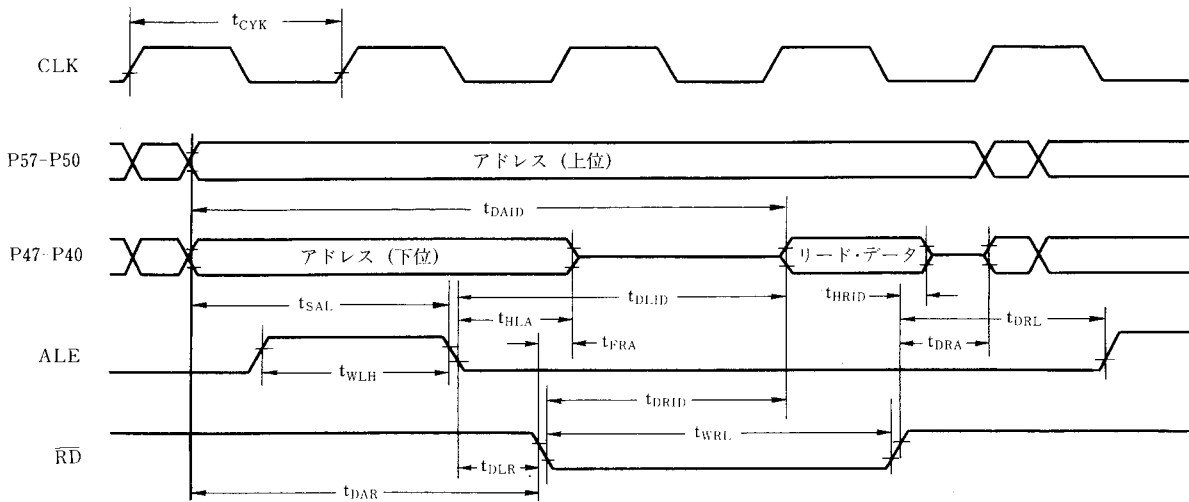 tCYK
CLK
P57-P50
アドレス (上位)
tDAID
P47-P40
アドレス (下位)
リード・データ
tSAL
tDLID
tHRID
tHLA
tDRL
ALE
tFRA
tDRA
tWLH
tDRID
tWRL
RD
tDLR
tDAR